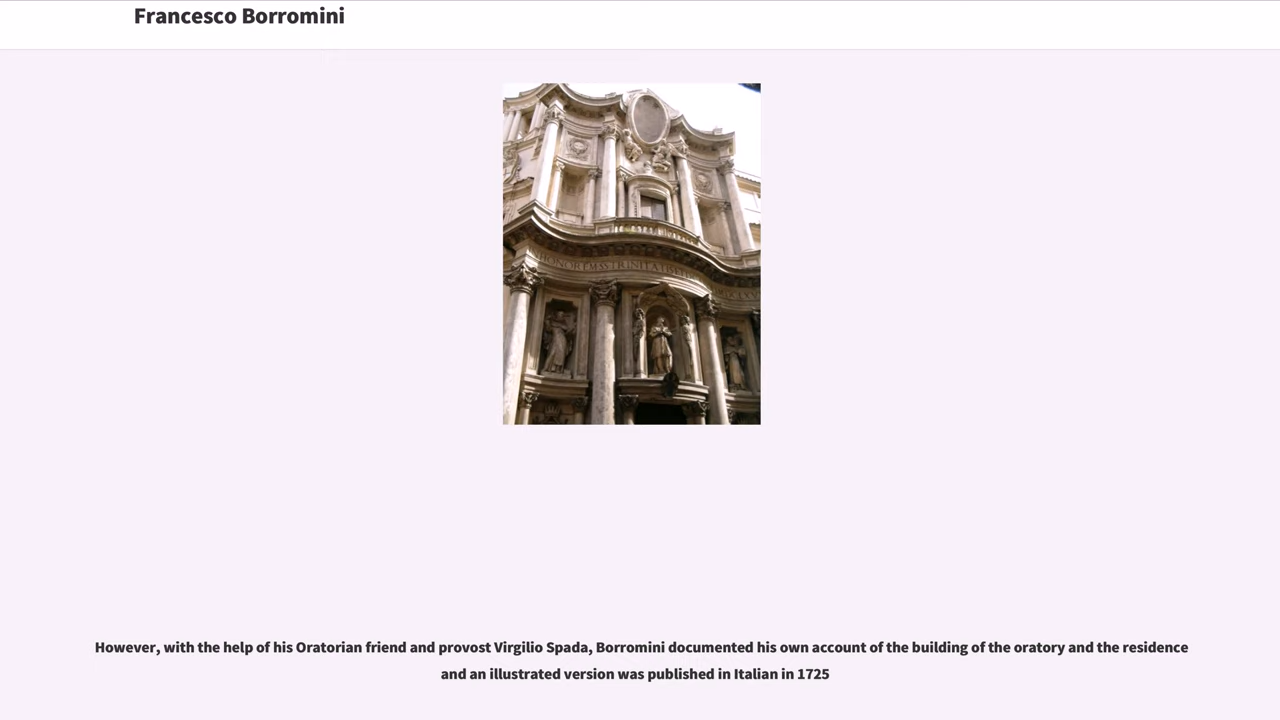 Francesco Borromini
However, with the help of his Oratorian friend and provost Virgilio Spada, Borromini documented his own account of the building of the oratory and the residence
and an illustrated version was published in Italian in 1725